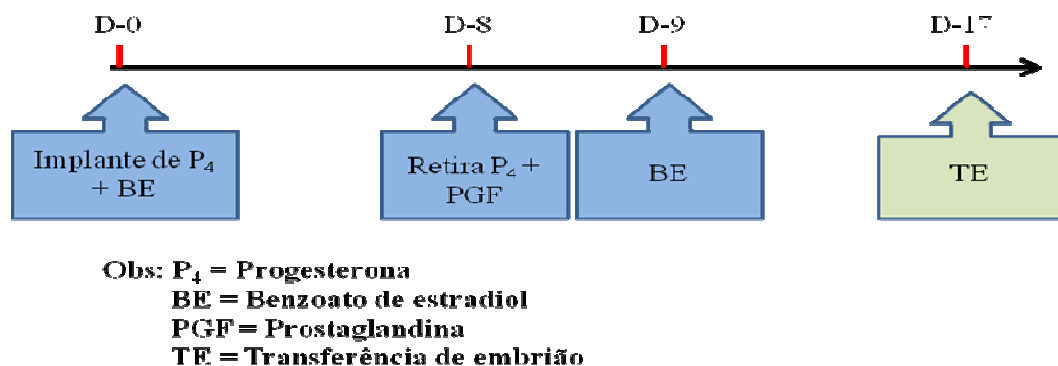 D-0 D-8 D-9 D-17
Implante de P₄
+ BE
Retira P₄ +
PGF
BE
TE
Obs: P₄ = Progesterona
BE = Benzoato de estradiol
PGF = Prostaglandina
TE = Transferência de embrião